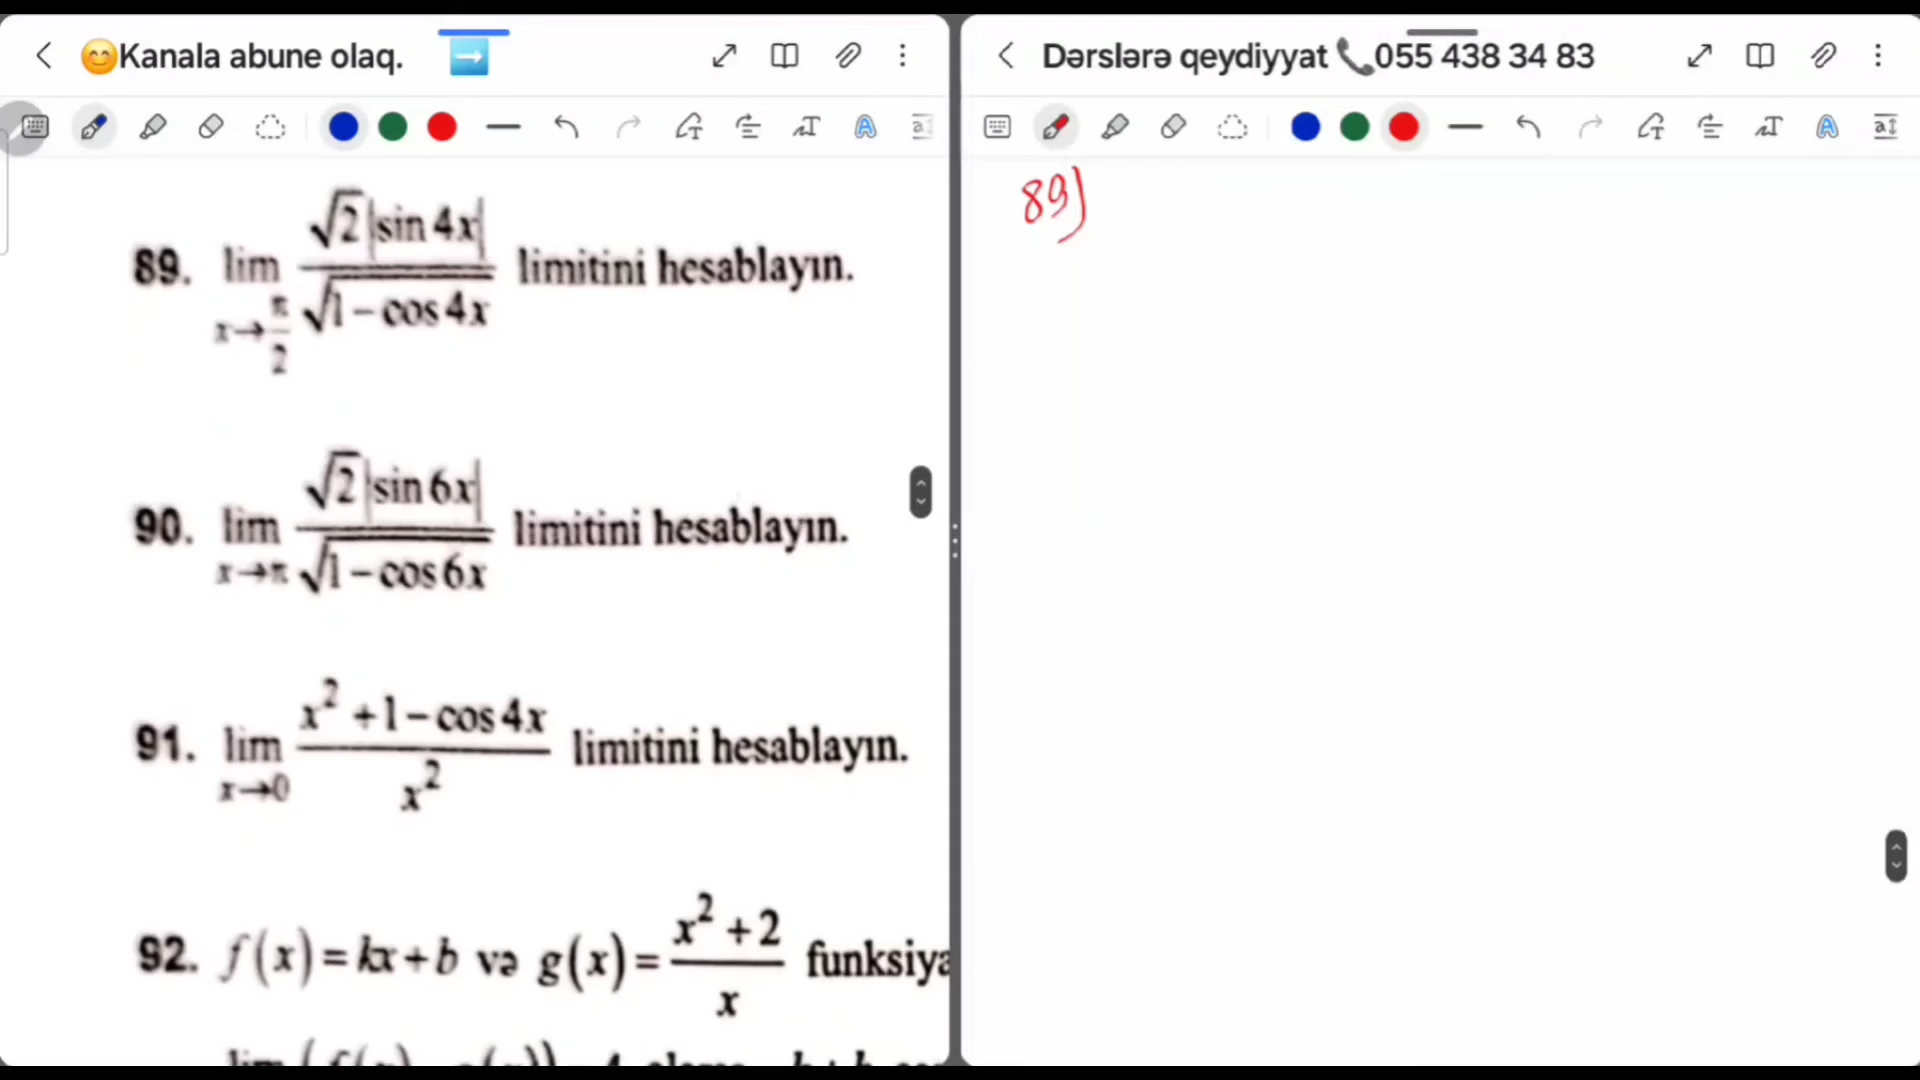 😊Kanala abune olaq. ➡️
89. lim x→π/2 √2|sin 4x| / √1−cos 4x limitini hesablayın.
90. lim x→π √2|sin 6x| / √1−cos 6x limitini hesablayın.
91. lim x→0 x²+1−cos 4x / x² limitini hesablayın.
92. f(x)=kx+b və g(x)= x²+2 / x funksiya
Dərslərə qeydiyyat 📞055 438 34 83
89)